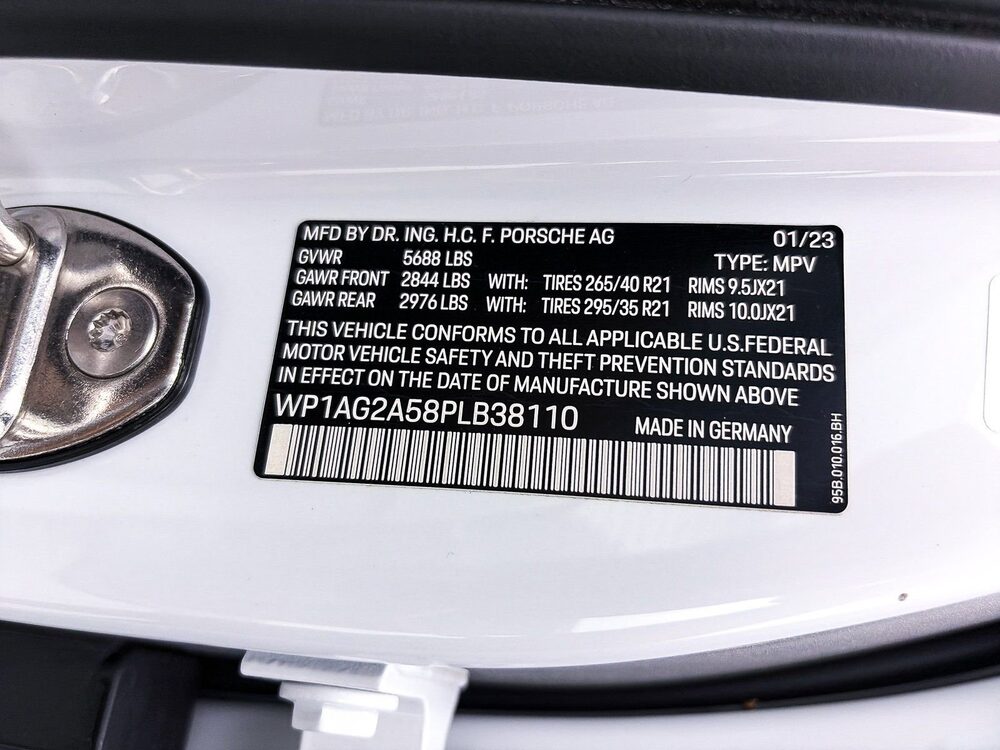 MFD BY DR. ING. H.C. F. PORSCHE AG 01/23
GVWR 5688 LBS TYPE: MPV
GAWR FRONT 2844 LBS WITH: TIRES 265/40 R21 RIMS 9.5JX21
GAWR REAR 2976 LBS WITH: TIRES 295/35 R21 RIMS 10.0JX21
THIS VEHICLE CONFORMS TO ALL APPLICABLE U.S.FEDERAL
MOTOR VEHICLE SAFETY AND THEFT PREVENTION STANDARDS
IN EFFECT ON THE DATE OF MANUFACTURE SHOWN ABOVE
WP1AG2A58PLB38110 MADE IN GERMANY
95B.010.016.BH